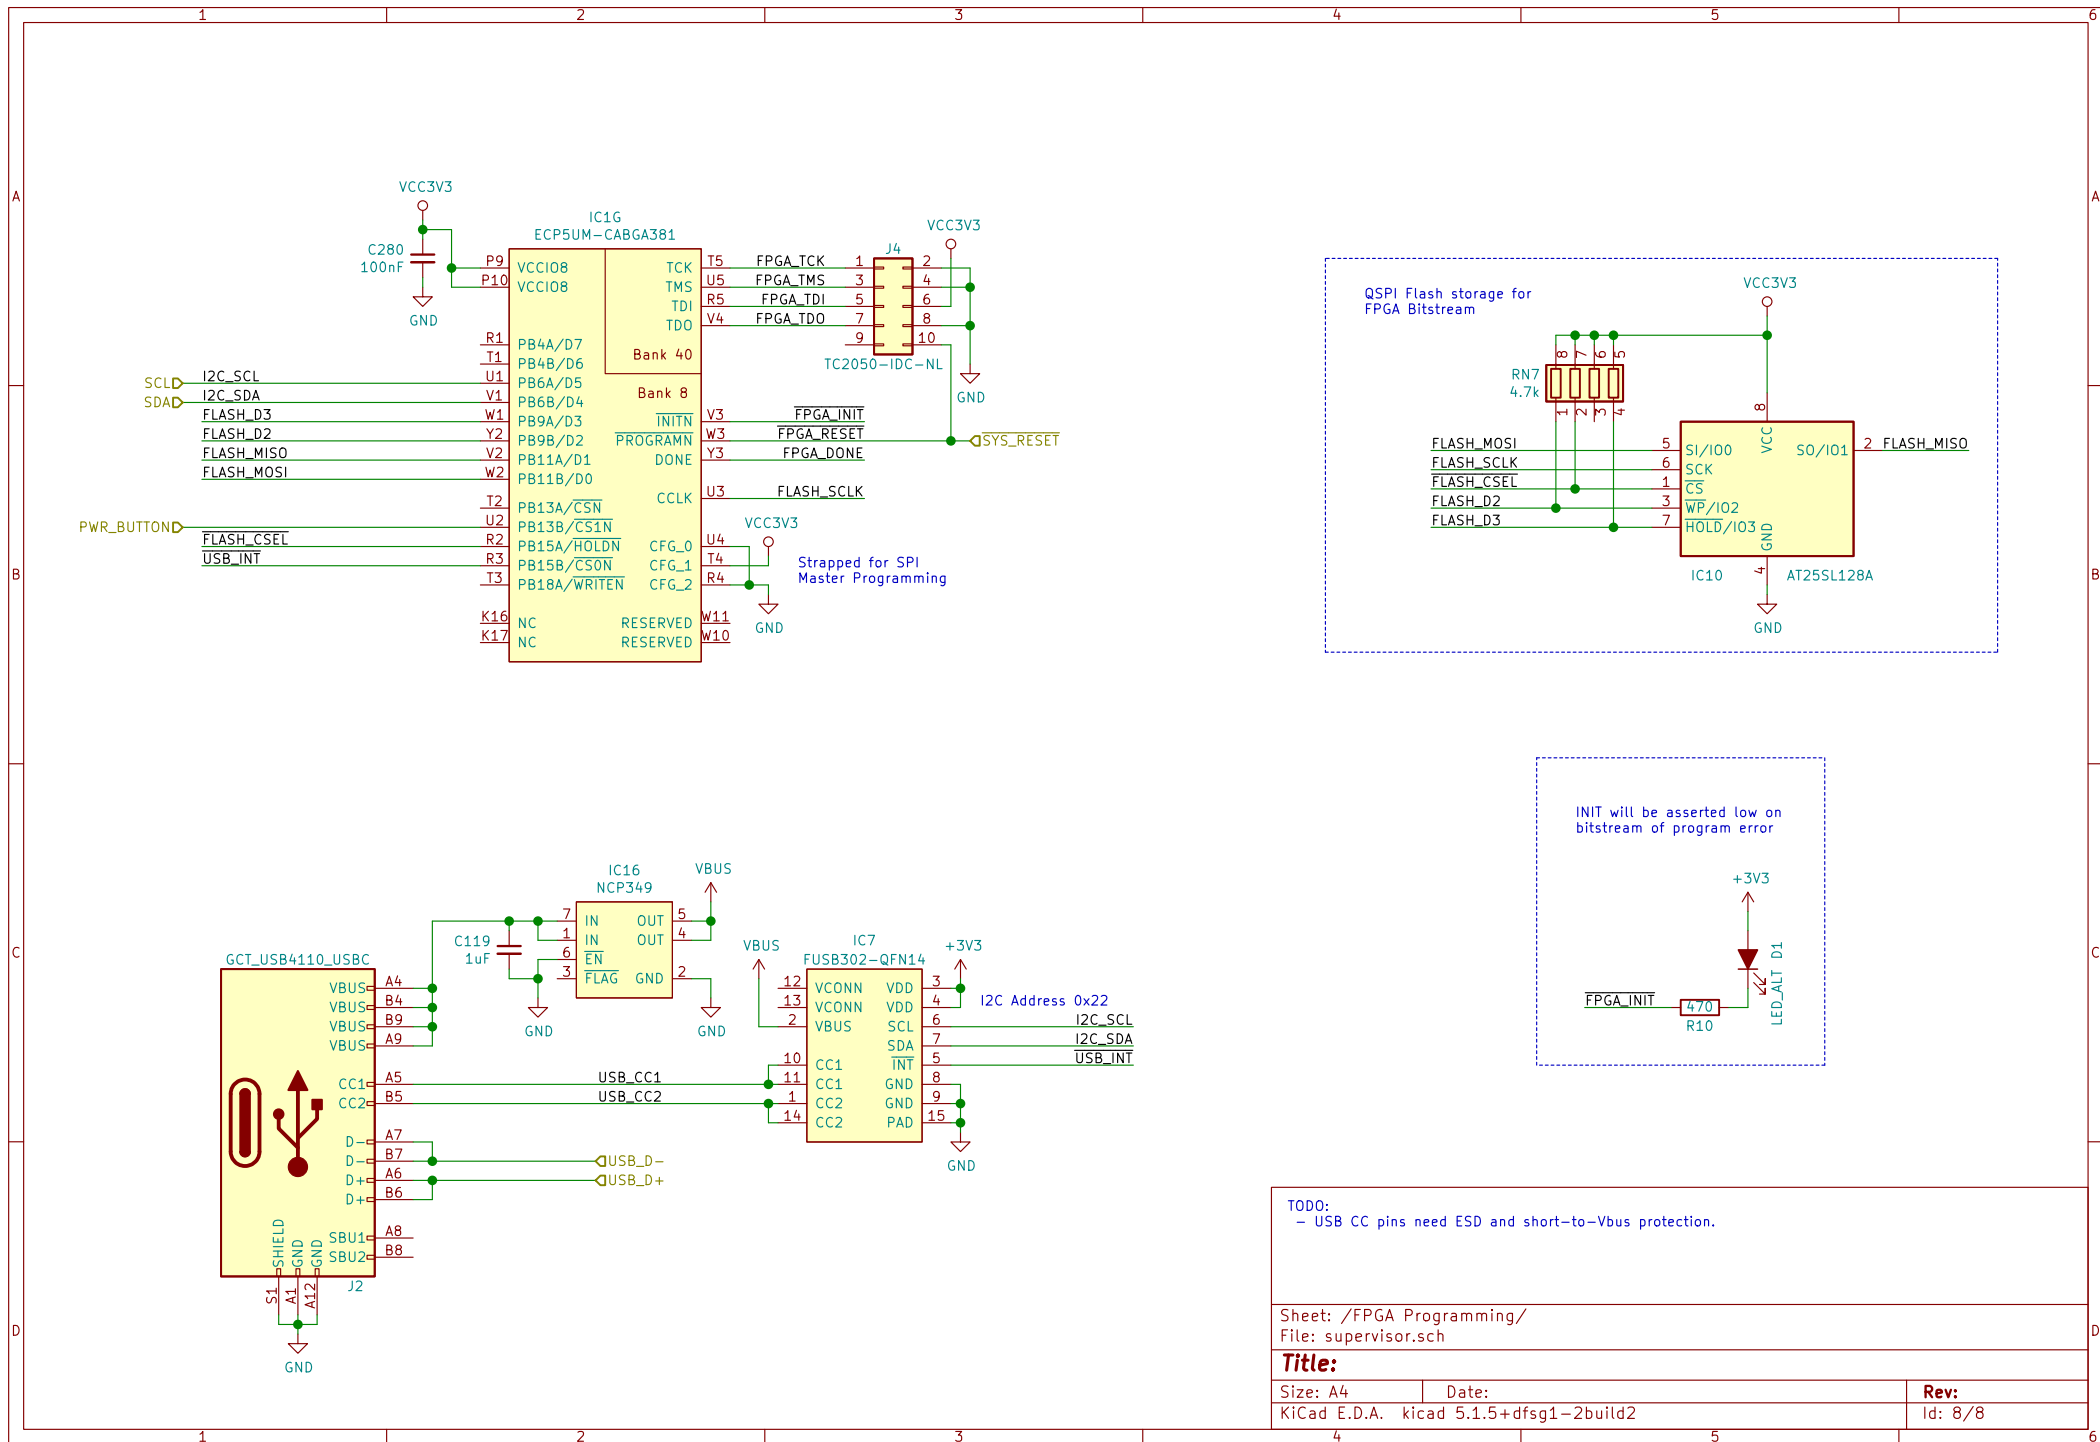 1 2 3 4 5 6
A A
VCC3V3
C280
100nF
GND
IC1G
ECP5UM-CABGA381
P9 VCCIO8
P10 VCCIO8
R1 PB4A/D7
T1 PB4B/D6
SCL I2C_SCL U1 PB6A/D5
SDA I2C_SDA V1 PB6B/D4
FLASH_D3 W1 PB9A/D3
FLASH_D2 Y2 PB9B/D2
FLASH_MISO V2 PB11A/D1
FLASH_MOSI W2 PB11B/D0
T2 PB13A/CSN
PWR_BUTTON U2 PB13B/CS1N
FLASH_CSEL R2 PB15A/HOLDN
USB_INT R3 PB15B/CS0N
T3 PB18A/WRITEN
K16 NC
K17 NC
TCK T5 FPGA_TCK
TMS U5 FPGA_TMS
TDI R5 FPGA_TDI
TDO V4 FPGA_TDO
Bank 40
Bank 8
INITN V3 FPGA_INIT
PROGRAMN W3 FPGA_RESET SYS_RESET
DONE Y3 FPGA_DONE
CCLK U3 FLASH_SCLK
CFG_0 U4
CFG_1 T4
CFG_2 R4
RESERVED W11
RESERVED W10
VCC3V3
GND
Strapped for SPI
Master Programming
J4
1 2
3 4
5 6
7 8
9 10
TC2050-IDC-NL
VCC3V3
GND
QSPI Flash storage for
FPGA Bitstream
VCC3V3
8 7 6 5
RN7
4.7k
1 2 3 4
FLASH_MOSI 5 SI/IO0
FLASH_SCLK 6 SCK
FLASH_CSEL 1 CS
FLASH_D2 3 WP/IO2
FLASH_D3 7 HOLD/IO3
8 VCC
SO/IO1 2 FLASH_MISO
GND 4
IC10 AT25SL128A
GND
B B
INIT will be asserted low on
bitstream of program error
+3V3
LED_ALT D1
FPGA_INIT 470
R10
C C
IC16
NCP349
VBUS
7 IN OUT 5
1 IN OUT 4
6 EN
3 FLAG GND 2
C119
1uF
GND
GND
GCT_USB4110_USBC
VBUS A4
VBUS B4
VBUS B9
VBUS A9
CC1 A5 USB_CC1
CC2 B5 USB_CC2
D- A7
D- B7 USB_D-
D+ A6 USB_D+
D+ B6
SBU1 A8
SBU2 B8
SHIELD GND GND
S1 A1 A12
J2
GND
VBUS
IC7
FUSB302-QFN14
+3V3
12 VCONN VDD 3
13 VCONN VDD 4
2 VBUS SCL 6 I2C_SCL
SDA 7 I2C_SDA
10 CC1 INT 5 USB_INT
11 CC1 GND 8
1 CC2 GND 9
14 CC2 PAD 15
I2C Address 0x22
GND
D D
TODO:
- USB CC pins need ESD and short-to-Vbus protection.
Sheet: /FPGA Programming/
File: supervisor.sch
Title:
Size: A4 Date: Rev:
KiCad E.D.A. kicad 5.1.5+dfsg1-2build2 Id: 8/8
1 2 3 4 5 6